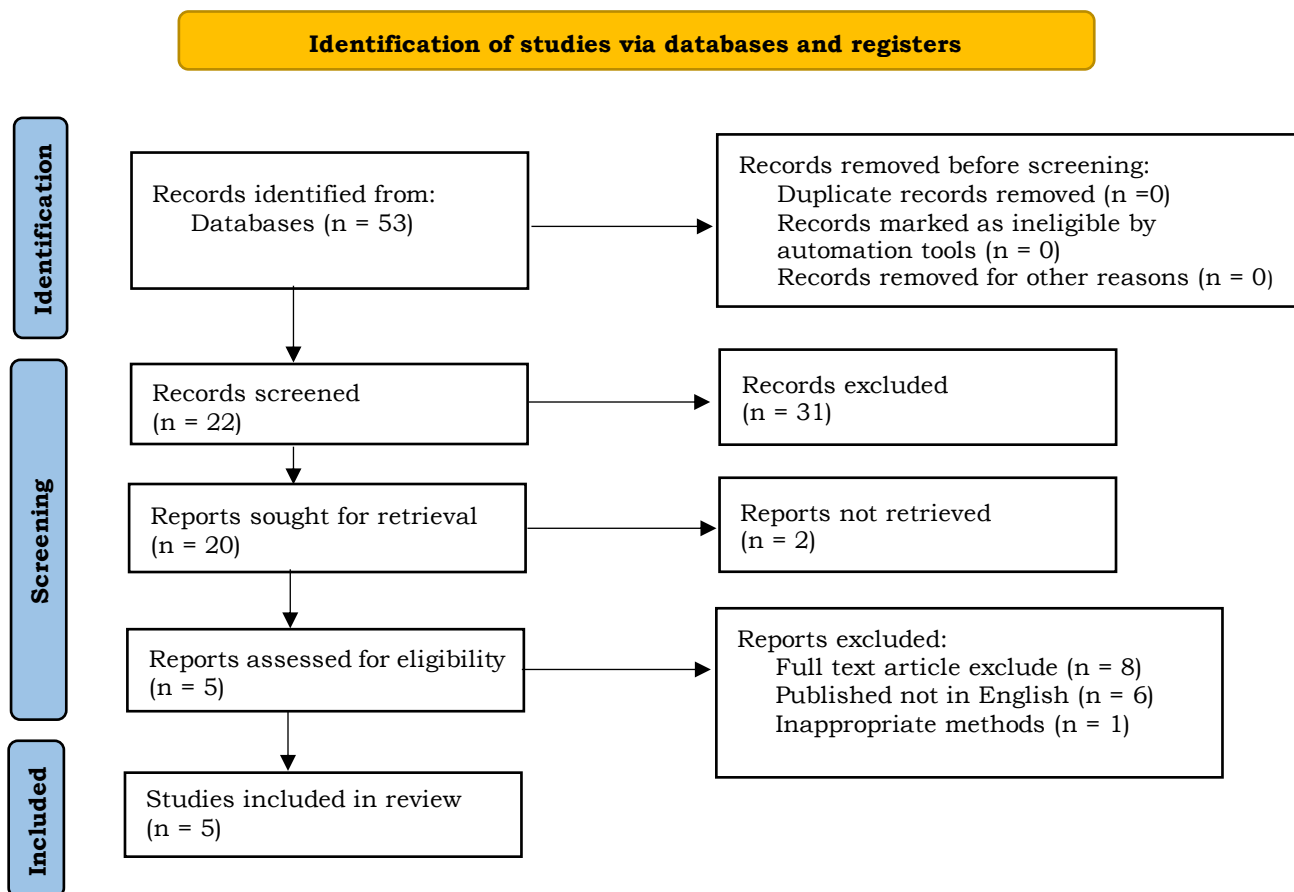 Identification of studies via databases and registers
Identification
Records identified from:
Databases (n = 53)
Records removed before screening:
Duplicate records removed (n =0)
Records marked as ineligible by
automation tools (n = 0)
Records removed for other reasons (n = 0)
Screening
Records screened
(n = 22)
Records excluded
(n = 31)
Reports sought for retrieval
(n = 20)
Reports not retrieved
(n = 2)
Reports assessed for eligibility
(n = 5)
Reports excluded:
Full text article exclude (n = 8)
Published not in English (n = 6)
Inappropriate methods (n = 1)
Included
Studies included in review
(n = 5)